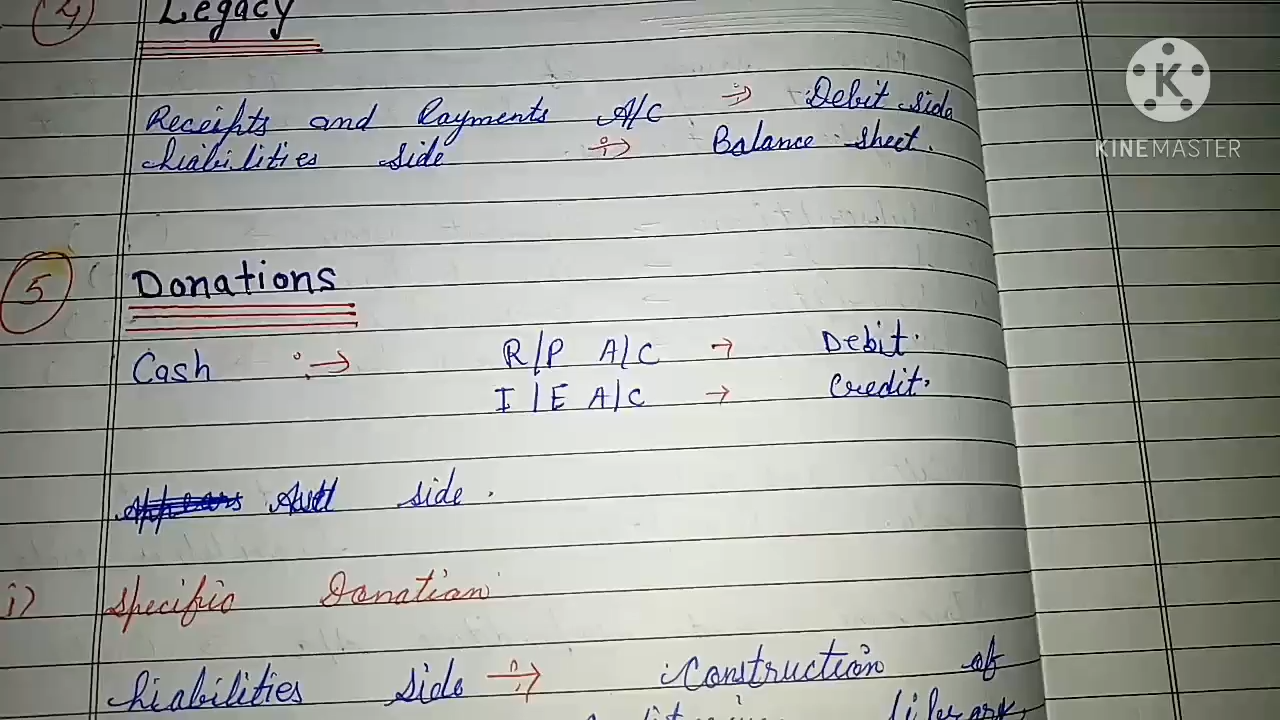 4) Legacy
Receipts and Payments A/C → Debit side
Liabilities side → Balance Sheet.
5 Donations
Cash :→ R/P A/C → Debit.
I/E A/C → Credit.
side.
i) Specific Donation
Liabilities side → Construction of
library,
K
KINEMASTER